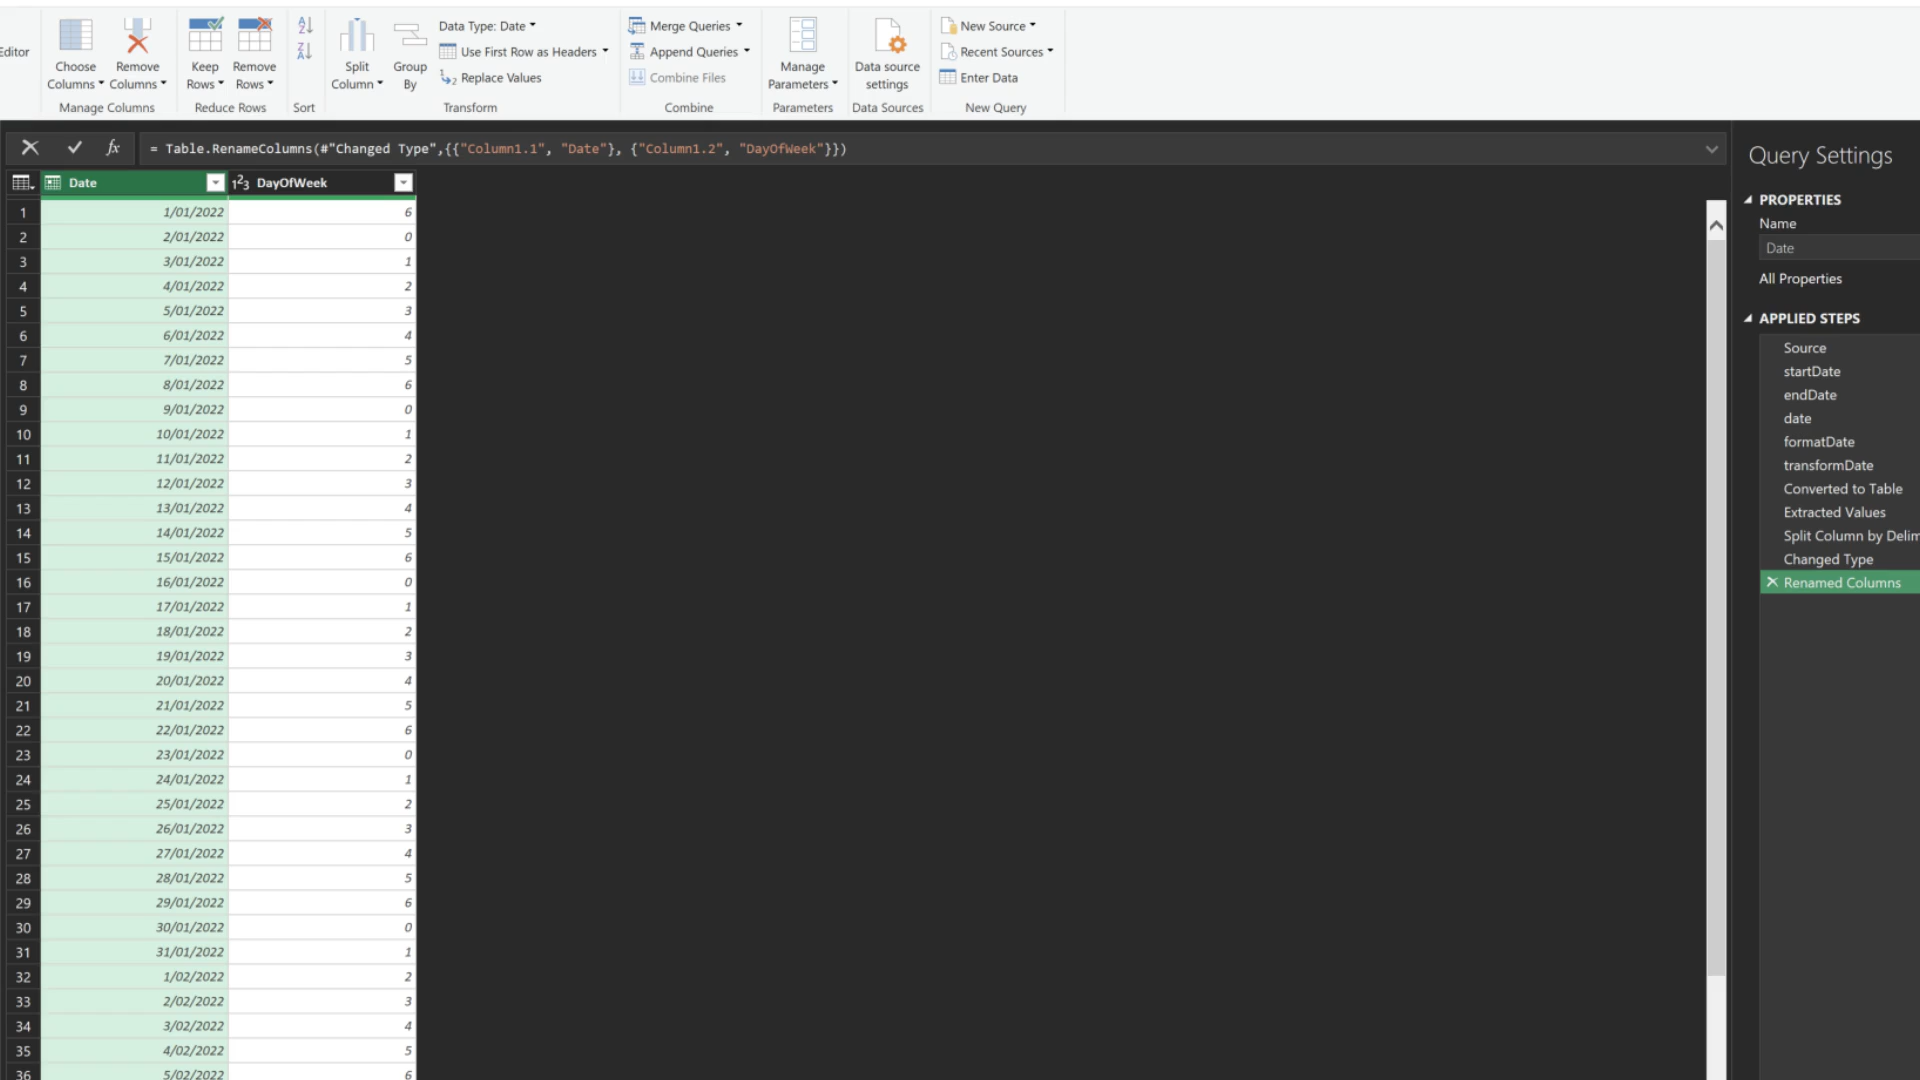 Editor
Choose Columns
Remove Columns
Manage Columns
Keep Rows
Remove Rows
Reduce Rows
Sort
Split Column
Group By
Data Type: Date
Use First Row as Headers
Replace Values
Transform
Merge Queries
Append Queries
Combine Files
Combine
Manage Parameters
Parameters
Data source settings
Data Sources
New Source
Recent Sources
Enter Data
New Query
fx = Table.RenameColumns(#"Changed Type",{{"Column1.1", "Date"}, {"Column1.2", "DayOfWeek"}})
Date 123 DayOfWeek
1 1/01/2022 6
2 2/01/2022 0
3 3/01/2022 1
4 4/01/2022 2
5 5/01/2022 3
6 6/01/2022 4
7 7/01/2022 5
8 8/01/2022 6
9 9/01/2022 0
10 10/01/2022 1
11 11/01/2022 2
12 12/01/2022 3
13 13/01/2022 4
14 14/01/2022 5
15 15/01/2022 6
16 16/01/2022 0
17 17/01/2022 1
18 18/01/2022 2
19 19/01/2022 3
20 20/01/2022 4
21 21/01/2022 5
22 22/01/2022 6
23 23/01/2022 0
24 24/01/2022 1
25 25/01/2022 2
26 26/01/2022 3
27 27/01/2022 4
28 28/01/2022 5
29 29/01/2022 6
30 30/01/2022 0
31 31/01/2022 1
32 1/02/2022 2
33 2/02/2022 3
34 3/02/2022 4
35 4/02/2022 5
36 5/02/2022 6
Query Settings
PROPERTIES
Name
Date
All Properties
APPLIED STEPS
Source
startDate
endDate
date
formatDate
transformDate
Converted to Table
Extracted Values
Split Column by Delim
Changed Type
Renamed Columns